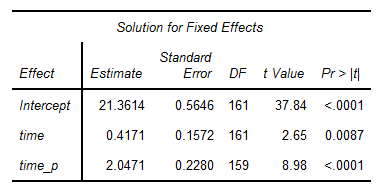 Solution for Fixed Effects
Effect Estimate Standard Error DF t Value Pr > |t|
Intercept 21.3614 0.5646 161 37.84 <.0001
time 0.4171 0.1572 161 2.65 0.0087
time_p 2.0471 0.2280 159 8.98 <.0001